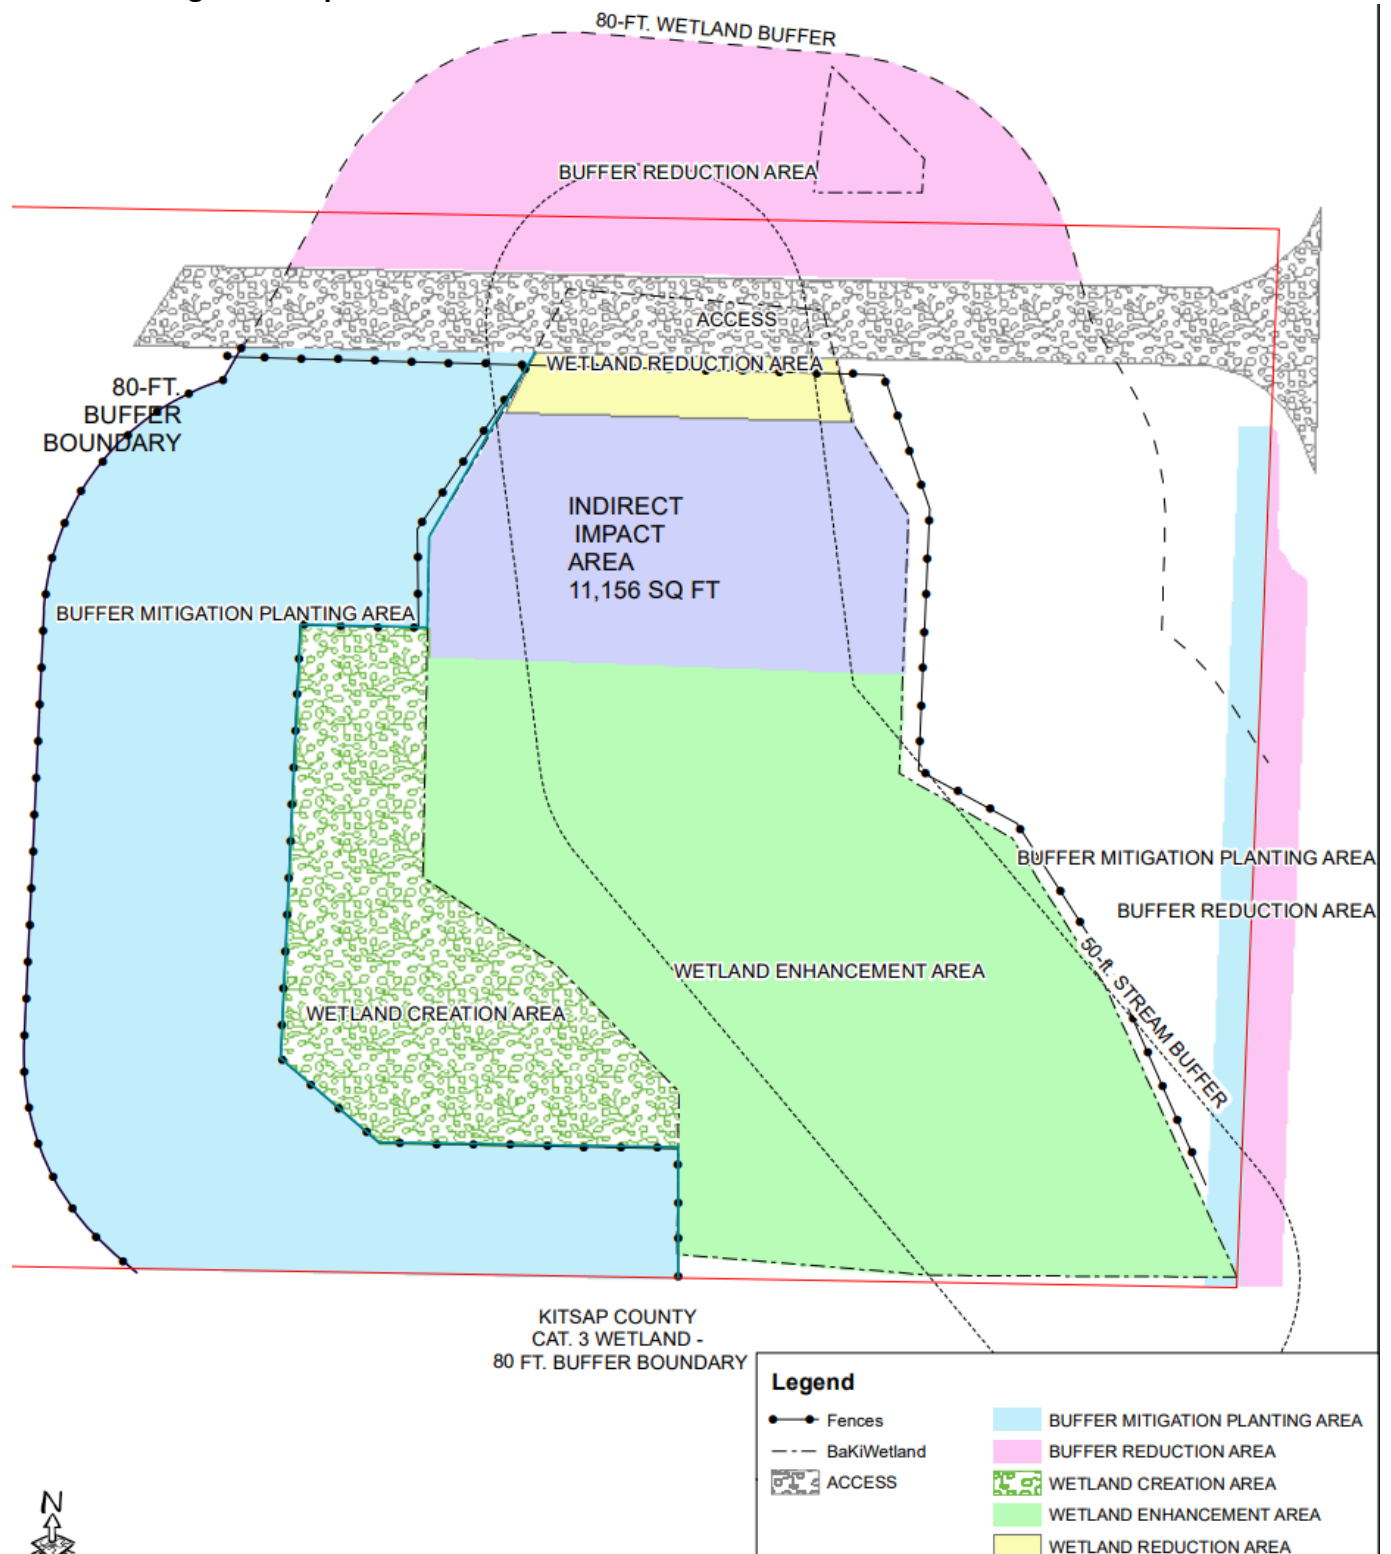 80-FT. WETLAND BUFFER
BUFFER REDUCTION AREA
ACCESS
WETLAND REDUCTION AREA
80-FT.
BUFFER
BOUNDARY
INDIRECT
IMPACT
AREA
11,156 SQ FT
BUFFER MITIGATION PLANTING AREA
BUFFER MITIGATION PLANTING AREA
BUFFER REDUCTION AREA
50-ft. STREAM BUFFER
WETLAND ENHANCEMENT AREA
WETLAND CREATION AREA
KITSAP COUNTY
CAT. 3 WETLAND -
80 FT. BUFFER BOUNDARY
Legend
Fences
BaKiWetland
ACCESS
BUFFER MITIGATION PLANTING AREA
BUFFER REDUCTION AREA
WETLAND CREATION AREA
WETLAND ENHANCEMENT AREA
WETLAND REDUCTION AREA
N